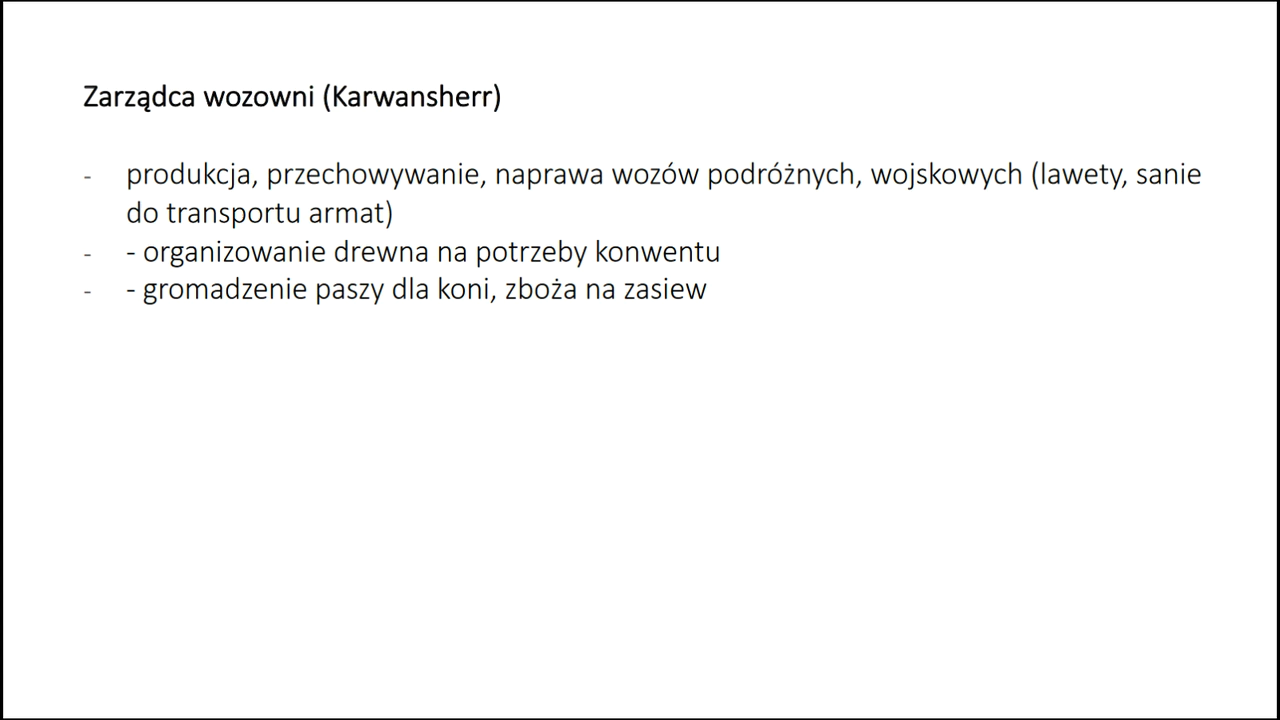 Zarządca wozowni (Karwansherr)
- produkcja, przechowywanie, naprawa wozów podróżnych, wojskowych (lawety, sanie
do transportu armat)
- - organizowanie drewna na potrzeby konwentu
- - gromadzenie paszy dla koni, zboża na zasiew